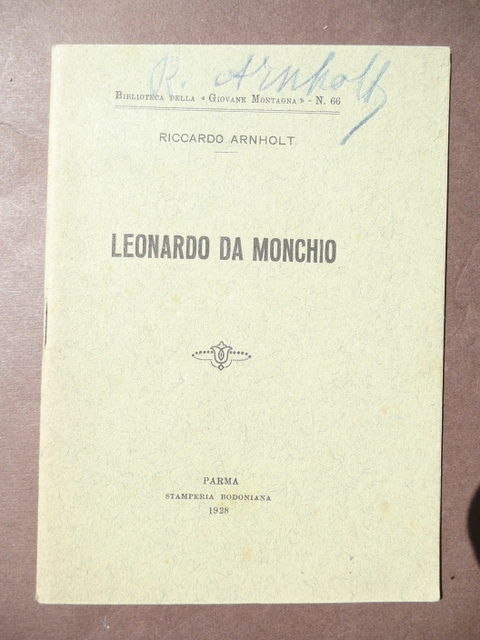 R. Arnholt
BIBLIOTECA DELLA « GIOVANE MONTAGNA » - N. 66
RICCARDO ARNHOLT
LEONARDO DA MONCHIO
PARMA
STAMPERIA BODONIANA
1928